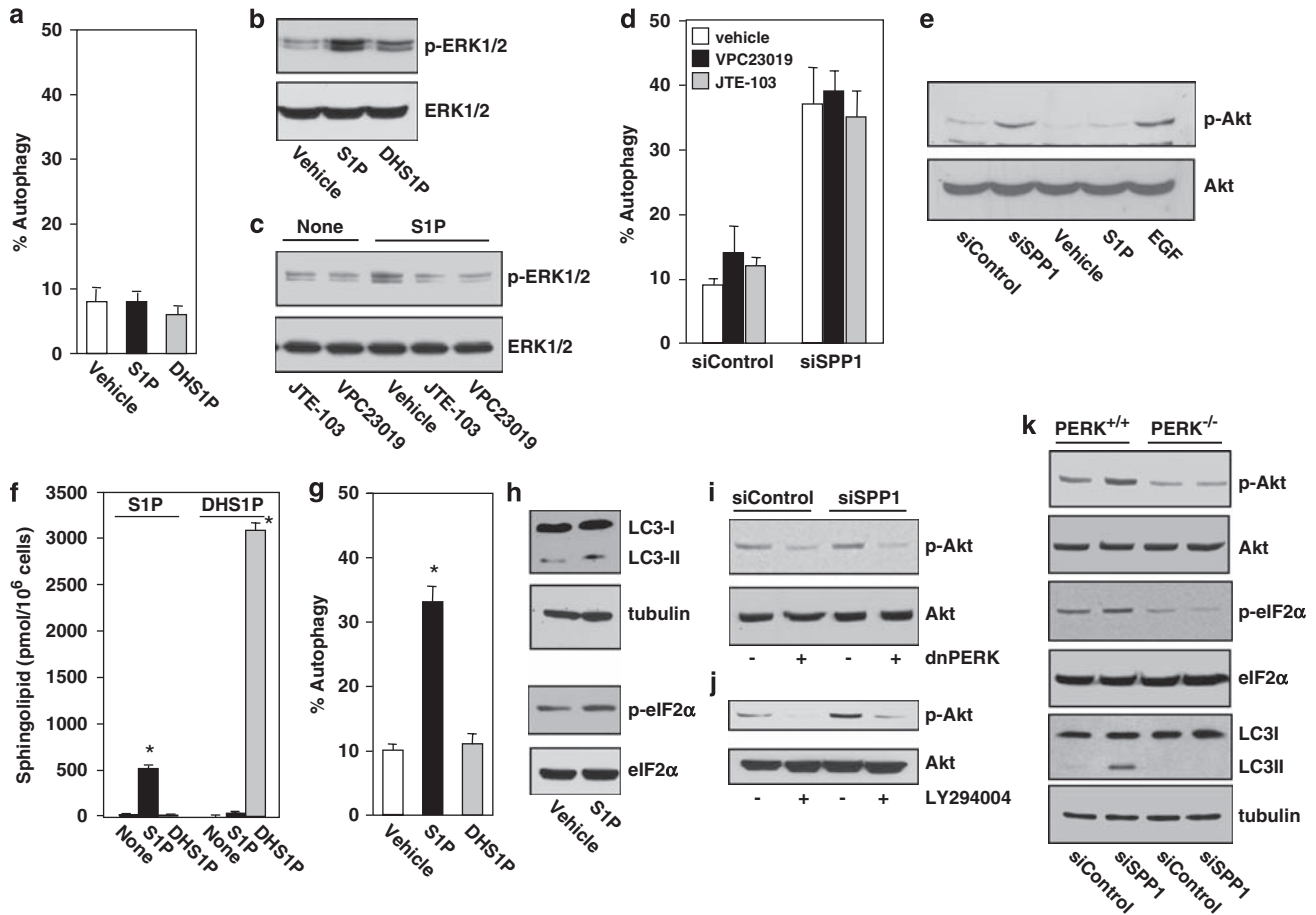 a
50
40
30
20
10
0
% Autophagy
Vehicle
S1P
DHS1P
b
p-ERK1/2
ERK1/2
Vehicle
S1P
DHS1P
c
None S1P
p-ERK1/2
ERK1/2
JTE-103
VPC23019
Vehicle
JTE-103
VPC23019
d
50
40
30
20
10
0
% Autophagy
vehicle
VPC23019
JTE-103
siControl siSPP1
e
p-Akt
Akt
siControl
siSPP1
Vehicle
S1P
EGF
f
3500
3000
2500
2000
1500
1000
500
0
Sphingolipid (pmol/10⁶ cells)
S1P DHS1P
*
*
None
S1P
DHS1P
None
S1P
DHS1P
g
50
40
30
20
10
0
% Autophagy
*
Vehicle
S1P
DHS1P
h
LC3-I
LC3-II
tubulin
p-eIF2α
eIF2α
Vehicle
S1P
i
siControl siSPP1
p-Akt
Akt
- + - + dnPERK
j
p-Akt
Akt
- + - + LY294004
k
PERK⁺/⁺ PERK⁻/⁻
p-Akt
Akt
p-eIF2α
eIF2α
LC3I
LC3II
tubulin
siControl
siSPP1
siControl
siSPP1